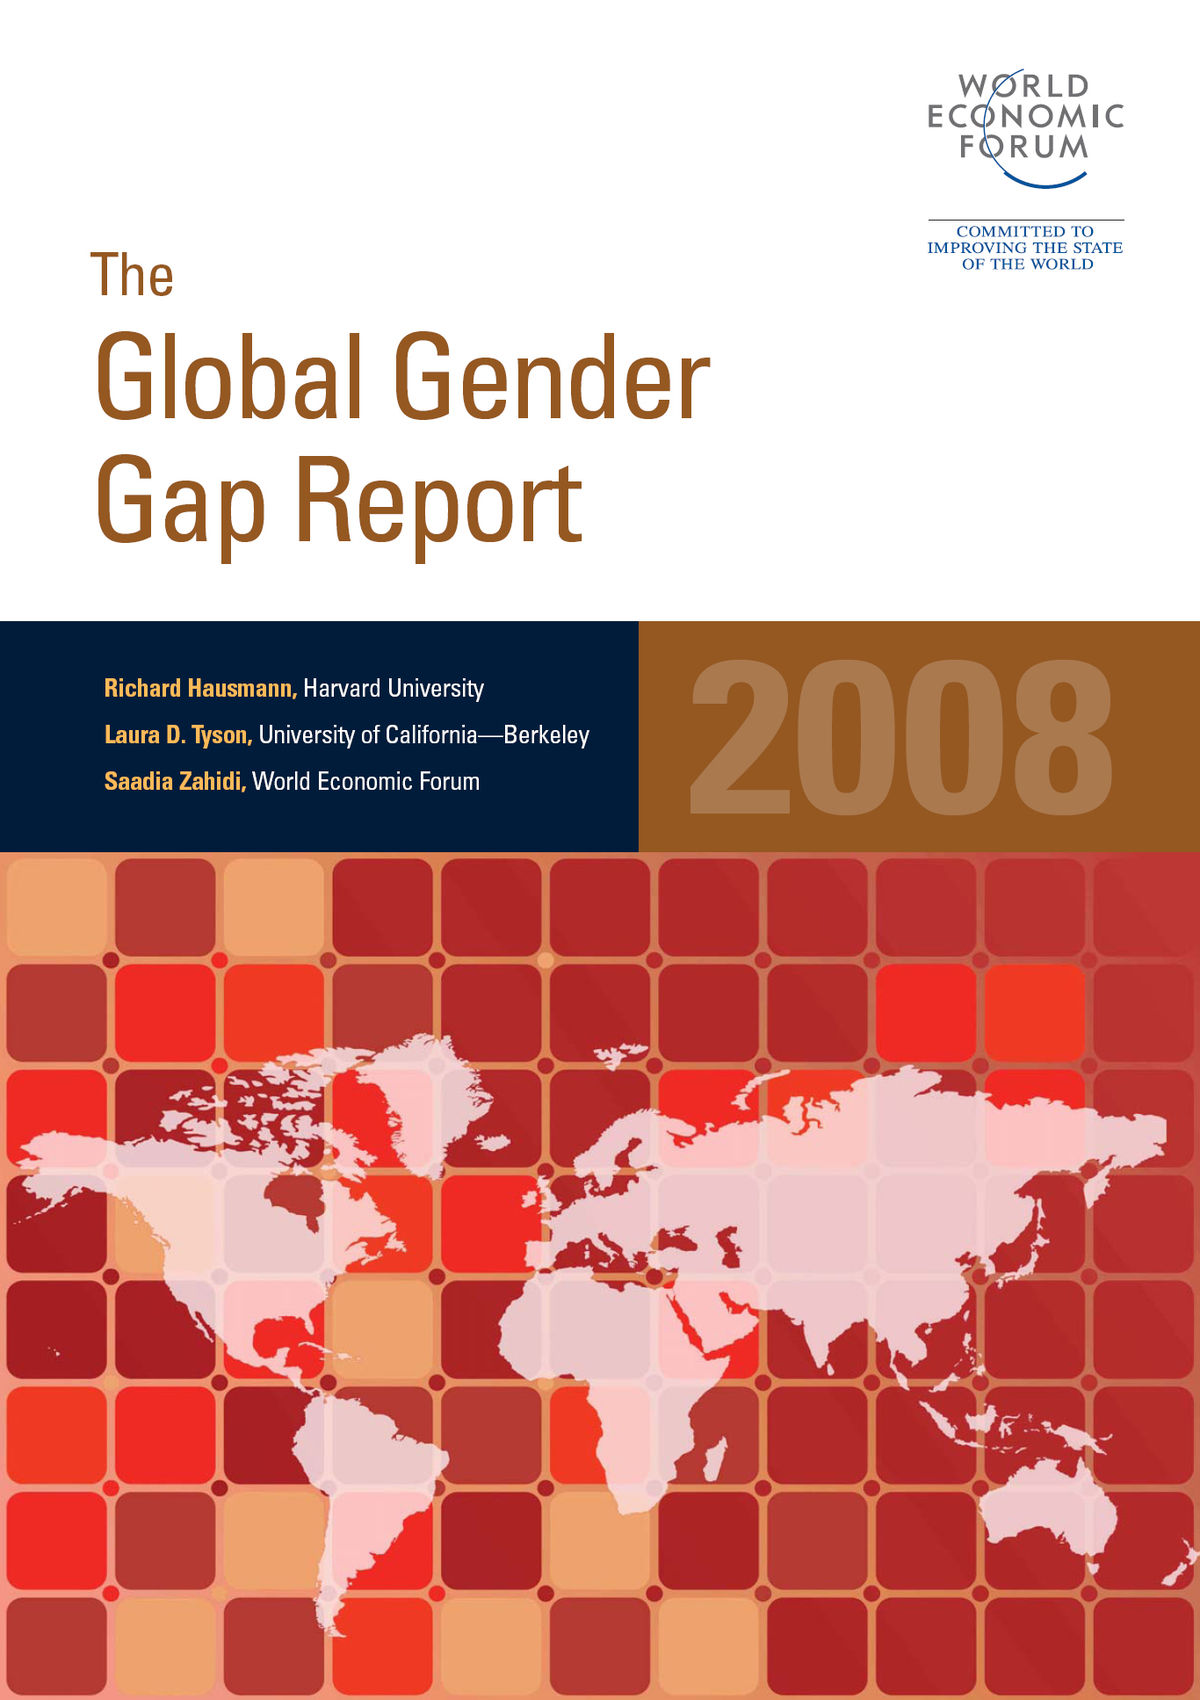 WORLD
ECONOMIC
FORUM
COMMITTED TO
IMPROVING THE STATE
OF THE WORLD
The
Global Gender
Gap Report
Richard Hausmann, Harvard University
Laura D. Tyson, University of California—Berkeley
Saadia Zahidi, World Economic Forum
2008